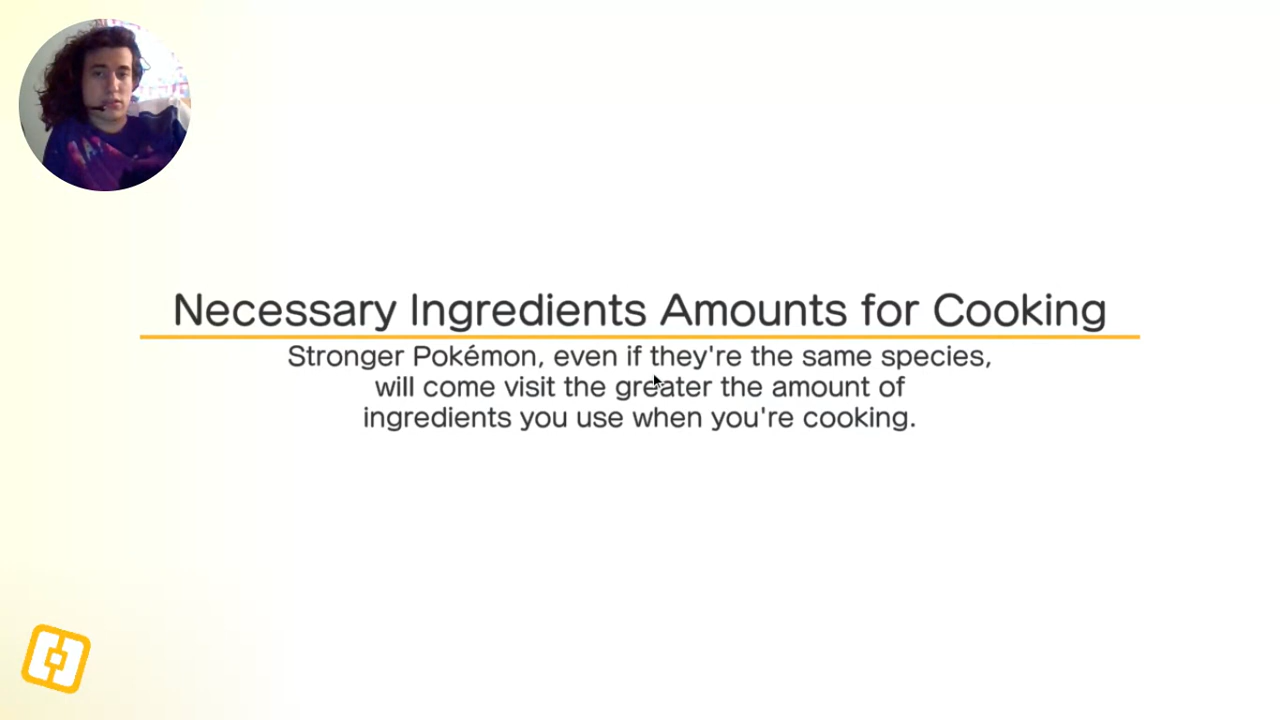 Necessary Ingredients Amounts for Cooking
Stronger Pokémon, even if they're the same species,
will come visit the greater the amount of
ingredients you use when you're cooking.